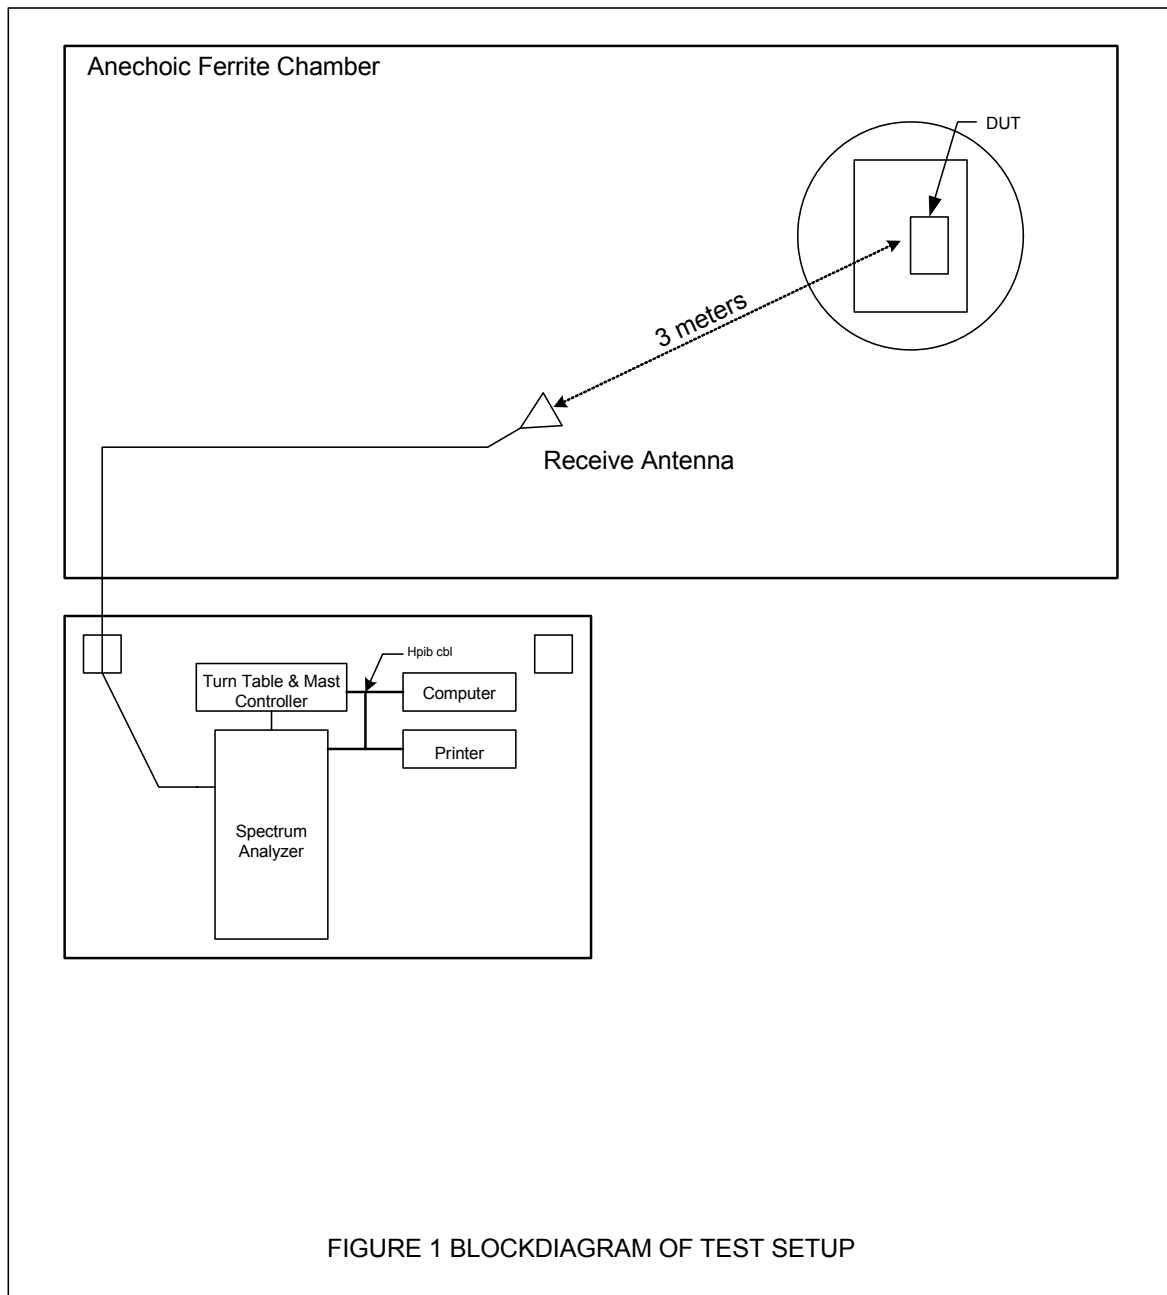 Anechoic Ferrite Chamber
DUT
3 meters
Receive Antenna
Hpib cbl
Turn Table & Mast
Controller
Computer
Printer
Spectrum
Analyzer
FIGURE 1 BLOCKDIAGRAM OF TEST SETUP